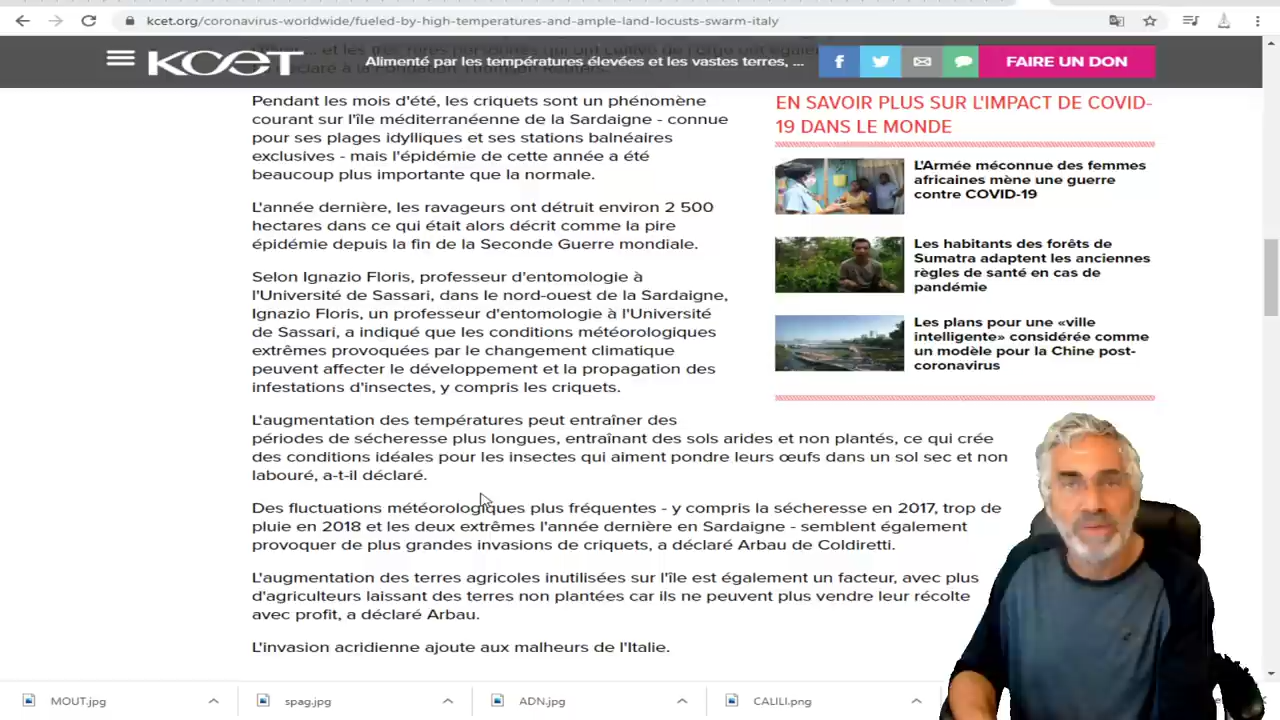 kcet.org/coronavirus-worldwide/fueled-by-high-temperatures-and-ample-land-locusts-swarm-italy
KCET
Alimenté par les températures élevées et les vastes terres, ...
FAIRE UN DON
Pendant les mois d'été, les criquets sont un phénomène
courant sur l'île méditerranéenne de la Sardaigne - connue
pour ses plages idylliques et ses stations balnéaires
exclusives - mais l'épidémie de cette année a été
beaucoup plus importante que la normale.
L'année dernière, les ravageurs ont détruit environ 2 500
hectares dans ce qui était alors décrit comme la pire
épidémie depuis la fin de la Seconde Guerre mondiale.
Selon Ignazio Floris, professeur d'entomologie à
l'Université de Sassari, dans le nord-ouest de la Sardaigne,
Ignazio Floris, un professeur d'entomologie à l'Université
de Sassari, a indiqué que les conditions météorologiques
extrêmes provoquées par le changement climatique
peuvent affecter le développement et la propagation des
infestations d'insectes, y compris les criquets.
L'augmentation des températures peut entraîner des
périodes de sécheresse plus longues, entraînant des sols arides et non plantés, ce qui crée
des conditions idéales pour les insectes qui aiment pondre leurs œufs dans un sol sec et non
labouré, a-t-il déclaré.
Des fluctuations météorologiques plus fréquentes - y compris la sécheresse en 2017, trop de
pluie en 2018 et les deux extrêmes l'année dernière en Sardaigne - semblent également
provoquer de plus grandes invasions de criquets, a déclaré Arbau de Coldiretti.
L'augmentation des terres agricoles inutilisées sur l'île est également un facteur, avec plus
d'agriculteurs laissant des terres non plantées car ils ne peuvent plus vendre leur récolte
avec profit, a déclaré Arbau.
L'invasion acridienne ajoute aux malheurs de l'Italie.
EN SAVOIR PLUS SUR L'IMPACT DE COVID-
19 DANS LE MONDE
L'Armée méconnue des femmes
africaines mène une guerre
contre COVID-19
Les habitants des forêts de
Sumatra adaptent les anciennes
règles de santé en cas de
pandémie
Les plans pour une «ville
intelligente» considérée comme
un modèle pour la Chine post-
coronavirus
MOUT.jpg
spag.jpg
ADN.jpg
CALILI.png